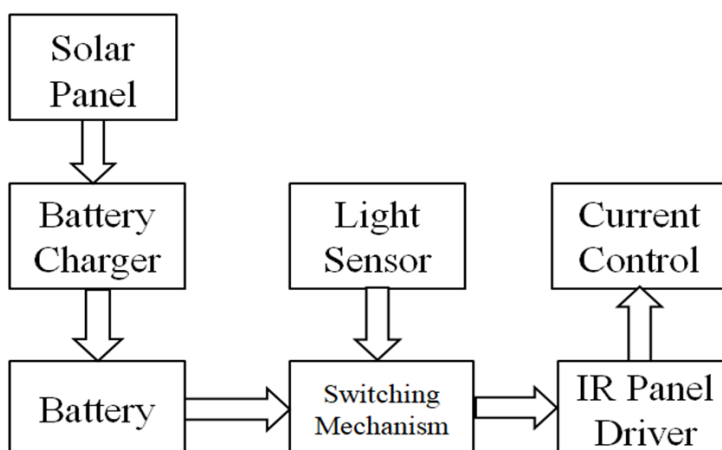 Solar
Panel
Battery
Charger
Light
Sensor
Current
Control
Battery
Switching
Mechanism
IR Panel
Driver